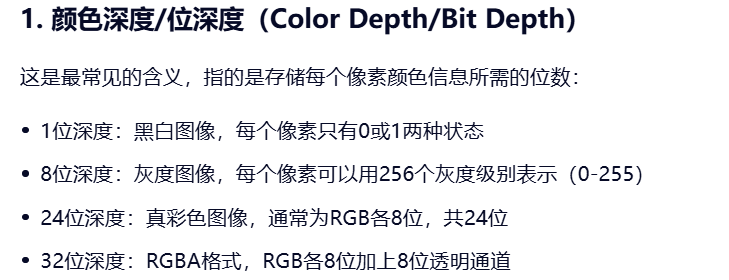 1. 颜色深度/位深度（Color Depth/Bit Depth）
这是最常见的含义，指的是存储每个像素颜色信息所需的位数：
• 1位深度：黑白图像，每个像素只有0或1两种状态
• 8位深度：灰度图像，每个像素可以用256个灰度级别表示（0-255）
• 24位深度：真彩色图像，通常为RGB各8位，共24位
• 32位深度：RGBA格式，RGB各8位加上8位透明通道